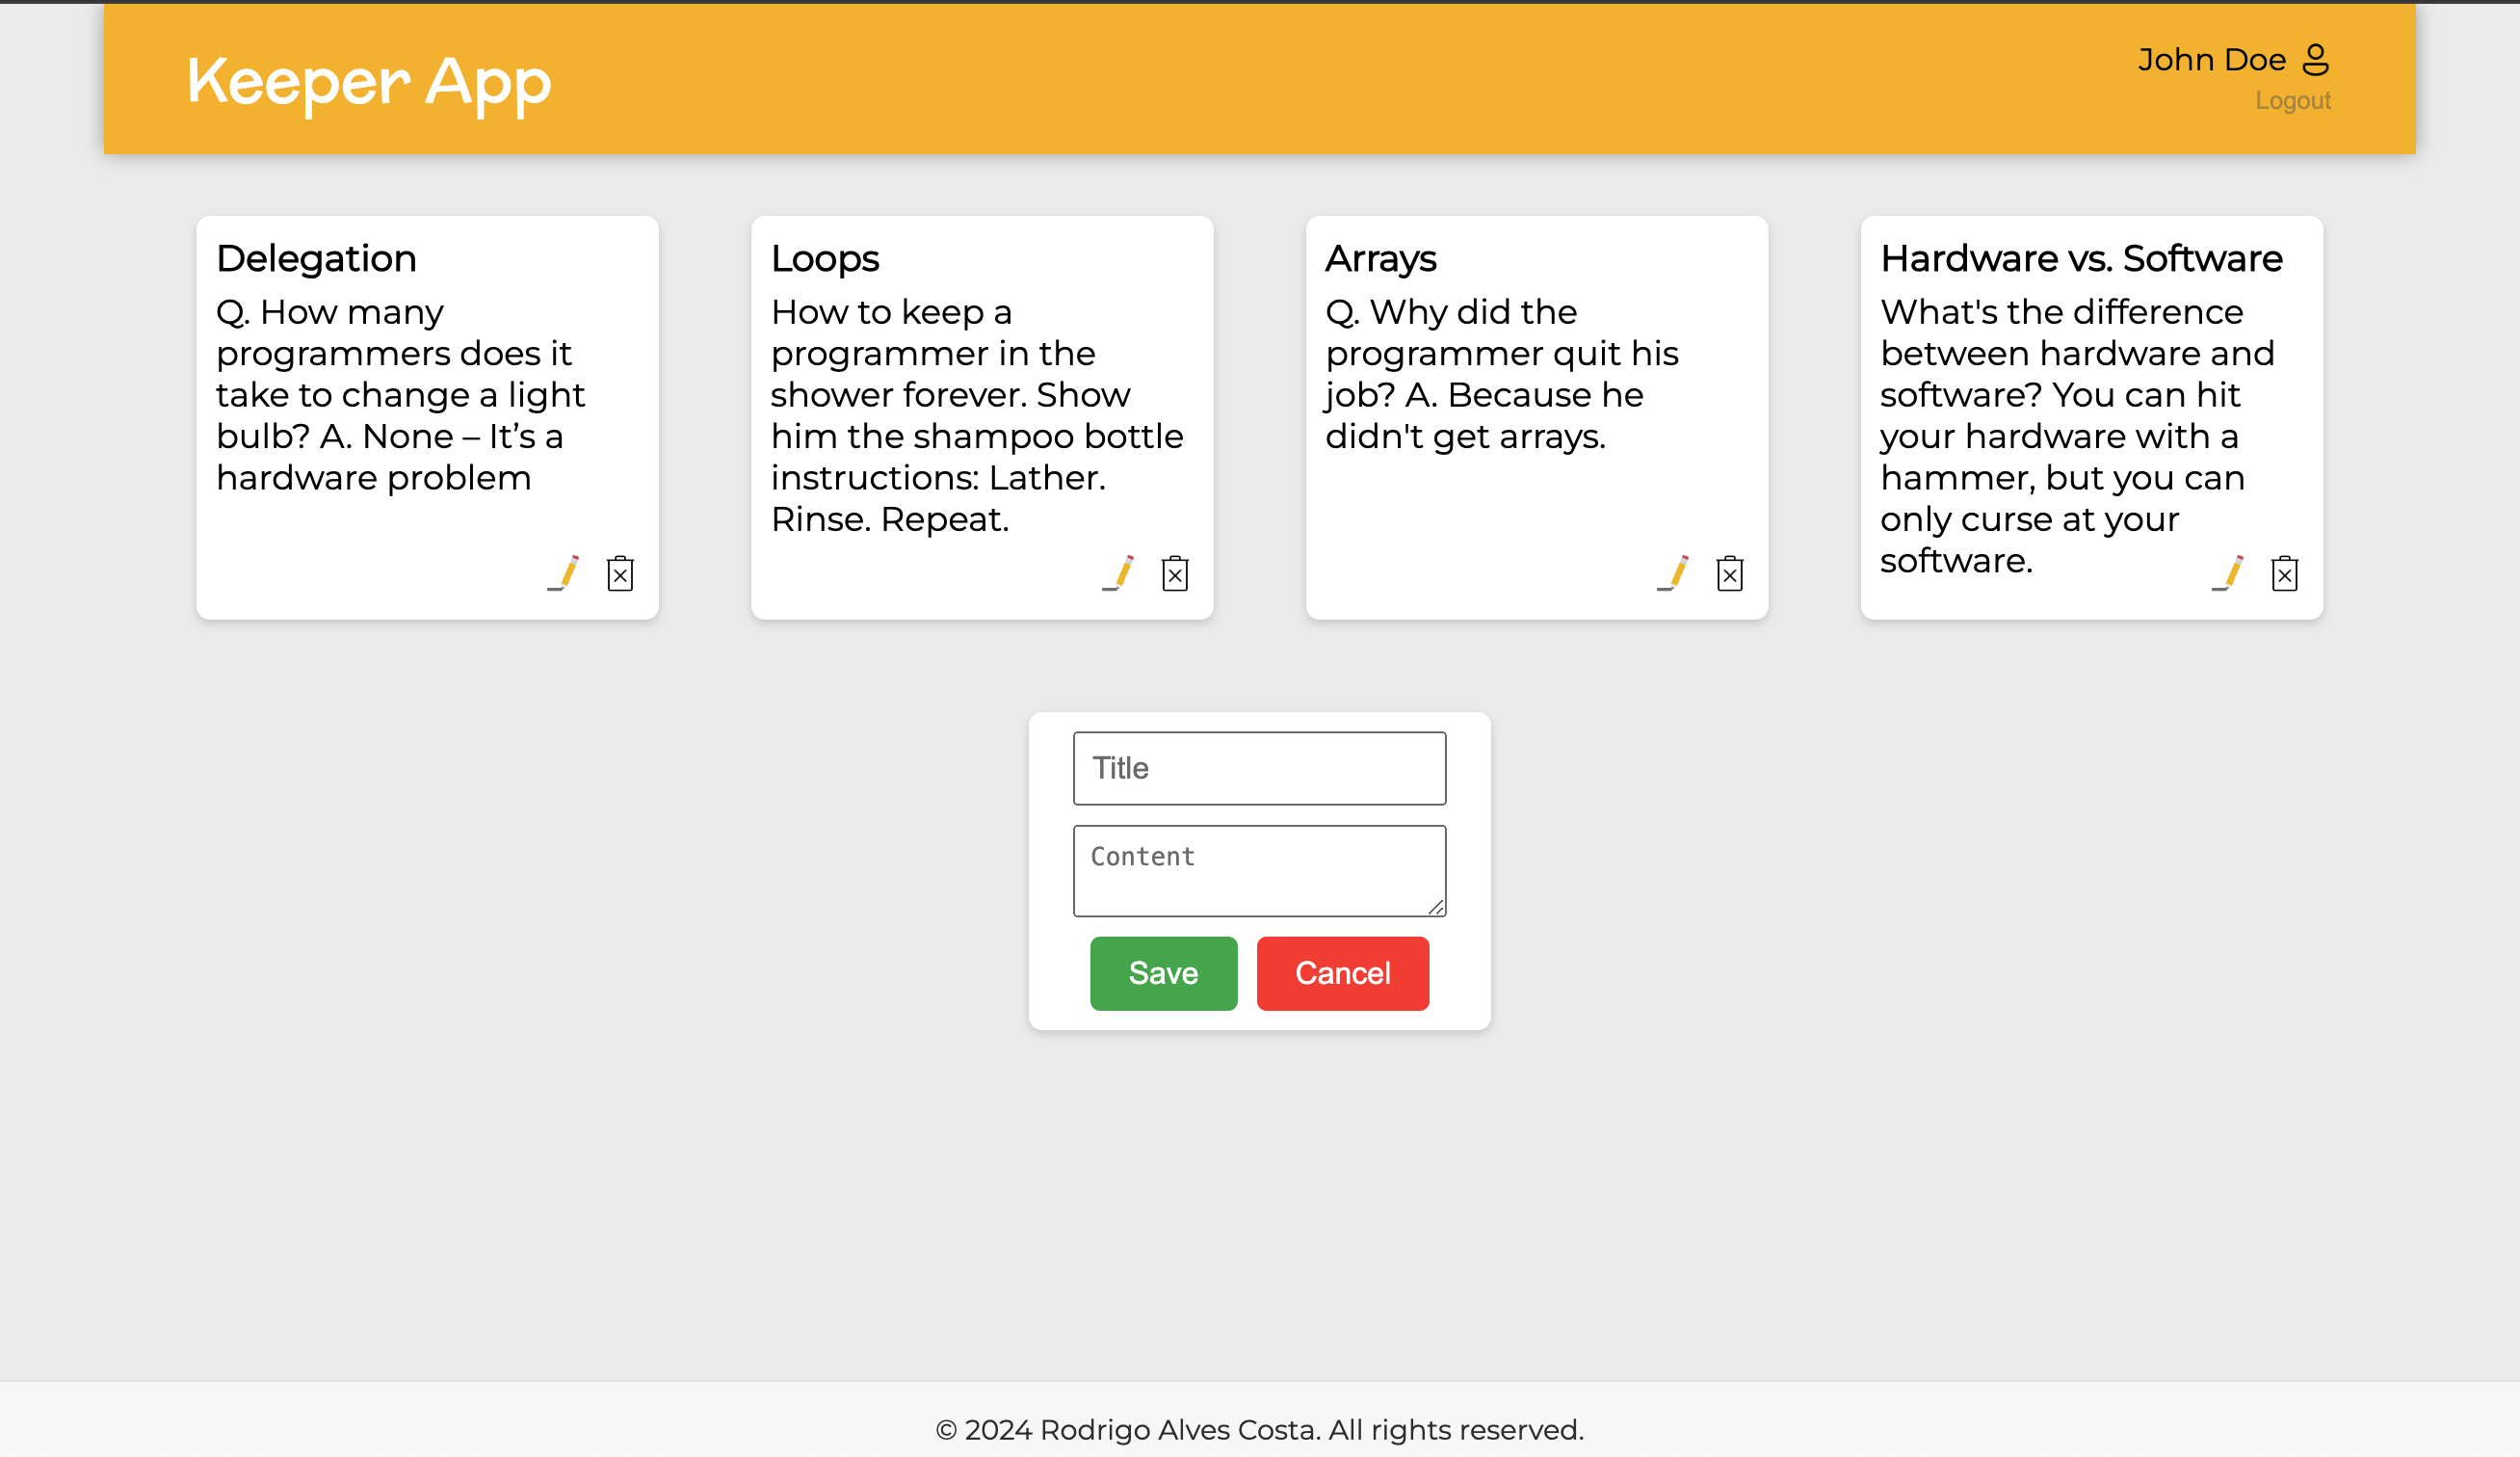 Keeper App
John Doe
Logout
Delegation
Q. How many
programmers does it
take to change a light
bulb? A. None – It’s a
hardware problem
Loops
How to keep a
programmer in the
shower forever. Show
him the shampoo bottle
instructions: Lather.
Rinse. Repeat.
Arrays
Q. Why did the
programmer quit his
job? A. Because he
didn't get arrays.
Hardware vs. Software
What's the difference
between hardware and
software? You can hit
your hardware with a
hammer, but you can
only curse at your
software.
Title
Content
Save
Cancel
© 2024 Rodrigo Alves Costa. All rights reserved.